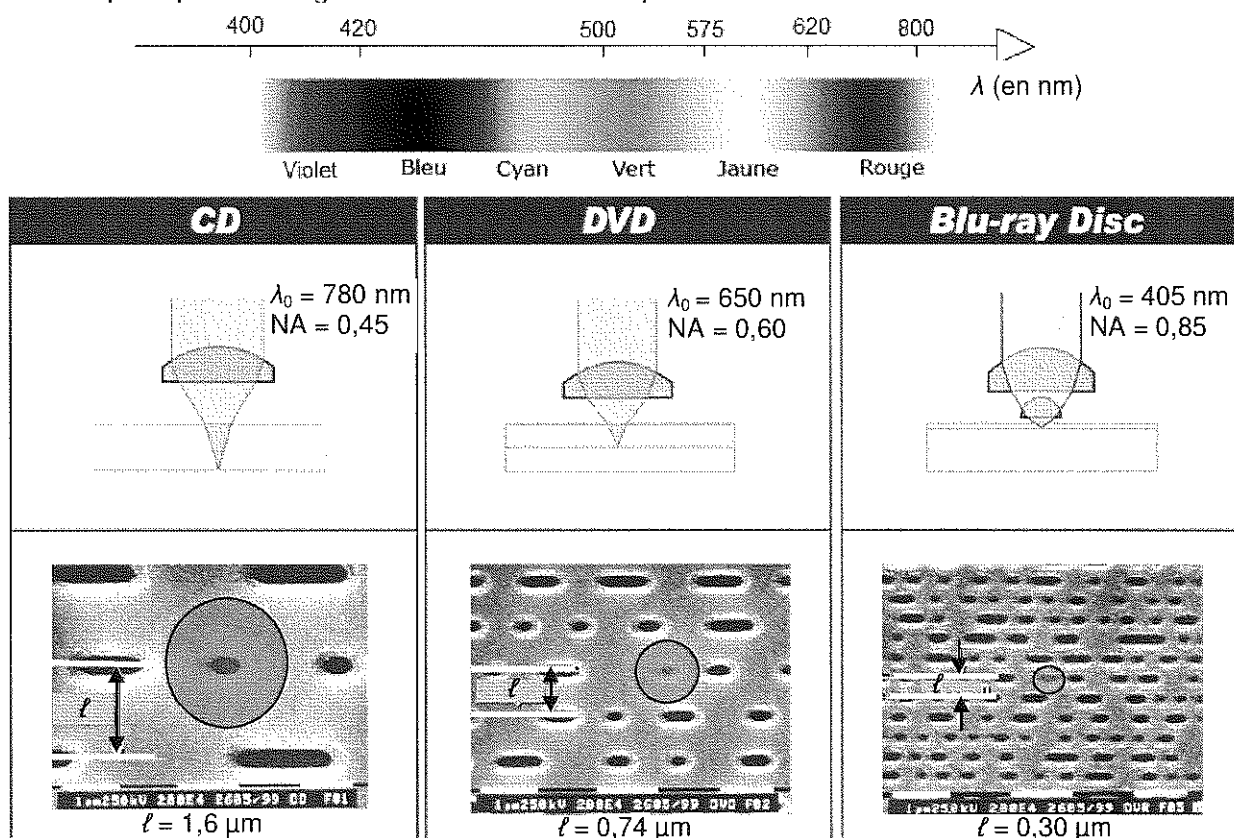 400 420 500 575 620 800
λ (en nm)
Violet Bleu Cyan Vert Jaune Rouge
CD
DVD
Blu-ray Disc
λ₀ = 780 nm
NA = 0,45
λ₀ = 650 nm
NA = 0,60
λ₀ = 405 nm
NA = 0,85
ℓ
ℓ
ℓ
ℓ = 1,6 µm
ℓ = 0,74 µm
ℓ = 0,30 µm